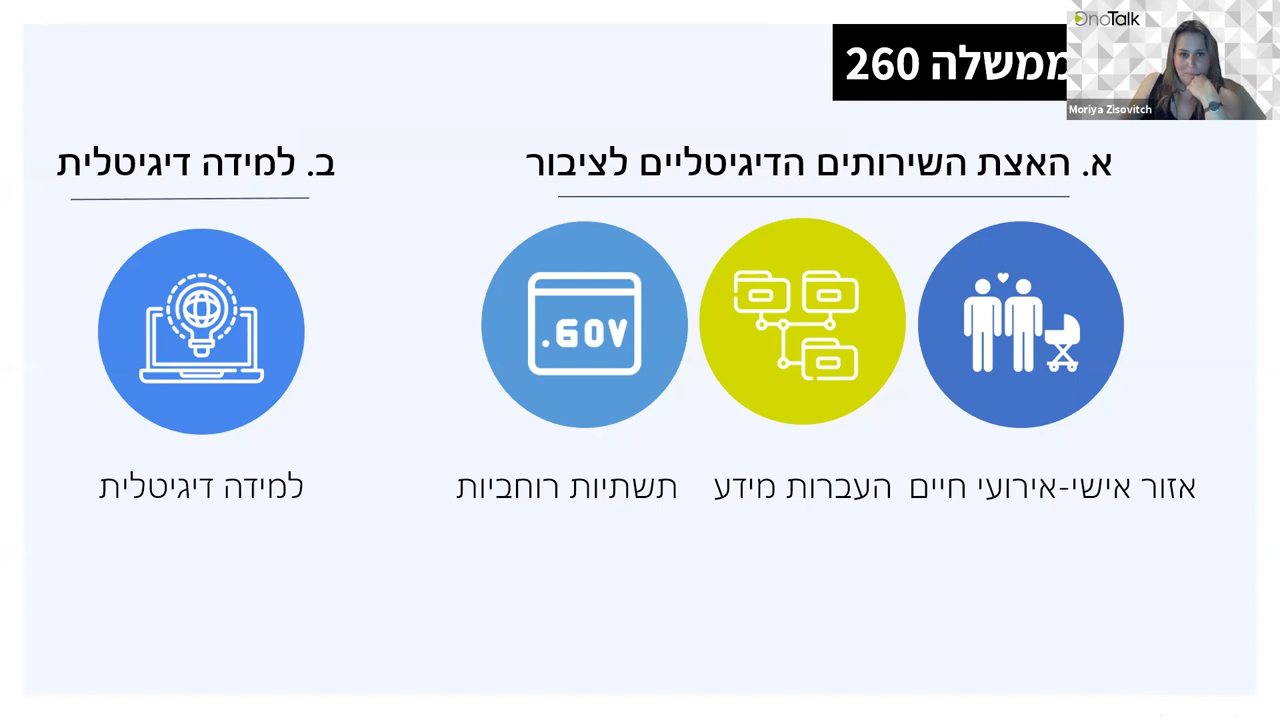 ממשלה 260
OnoTalk
Moriya Zisovitch
א. האצת השירותים הדיגיטליים לציבור
ב. למידה דיגיטלית
.GOV
אזור אישי-אירועי חיים
העברות מידע
תשתיות רוחביות
למידה דיגיטלית